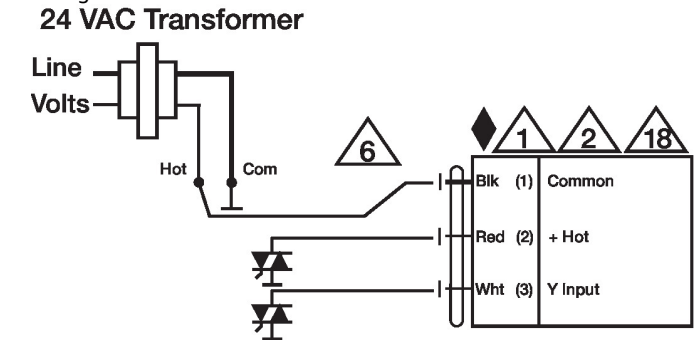 24 VAC Transformer
Line
Volts
Hot
Com
6
1
2
18
Blk (1) Common
Red (2) + Hot
Wht (3) Y Input